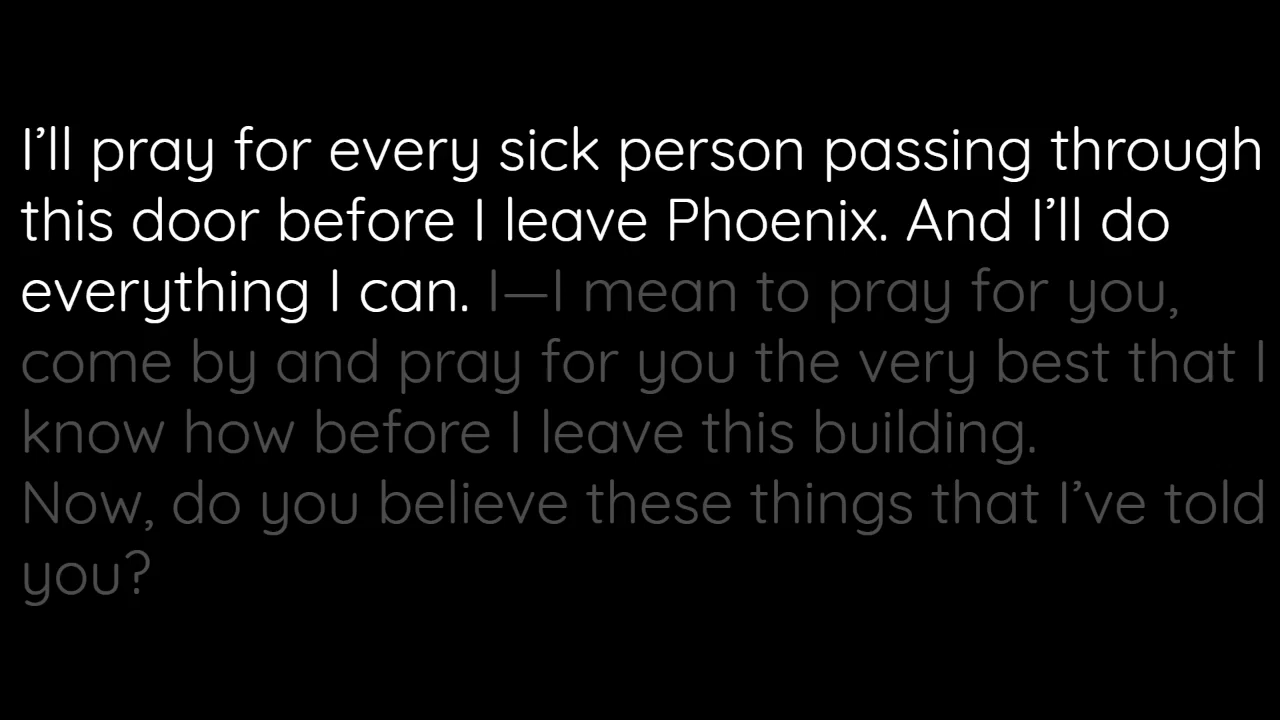 I’ll pray for every sick person passing through
this door before I leave Phoenix. And I’ll do
everything I can. I—I mean to pray for you,
come by and pray for you the very best that I
know how before I leave this building.
Now, do you believe these things that I’ve told
you?